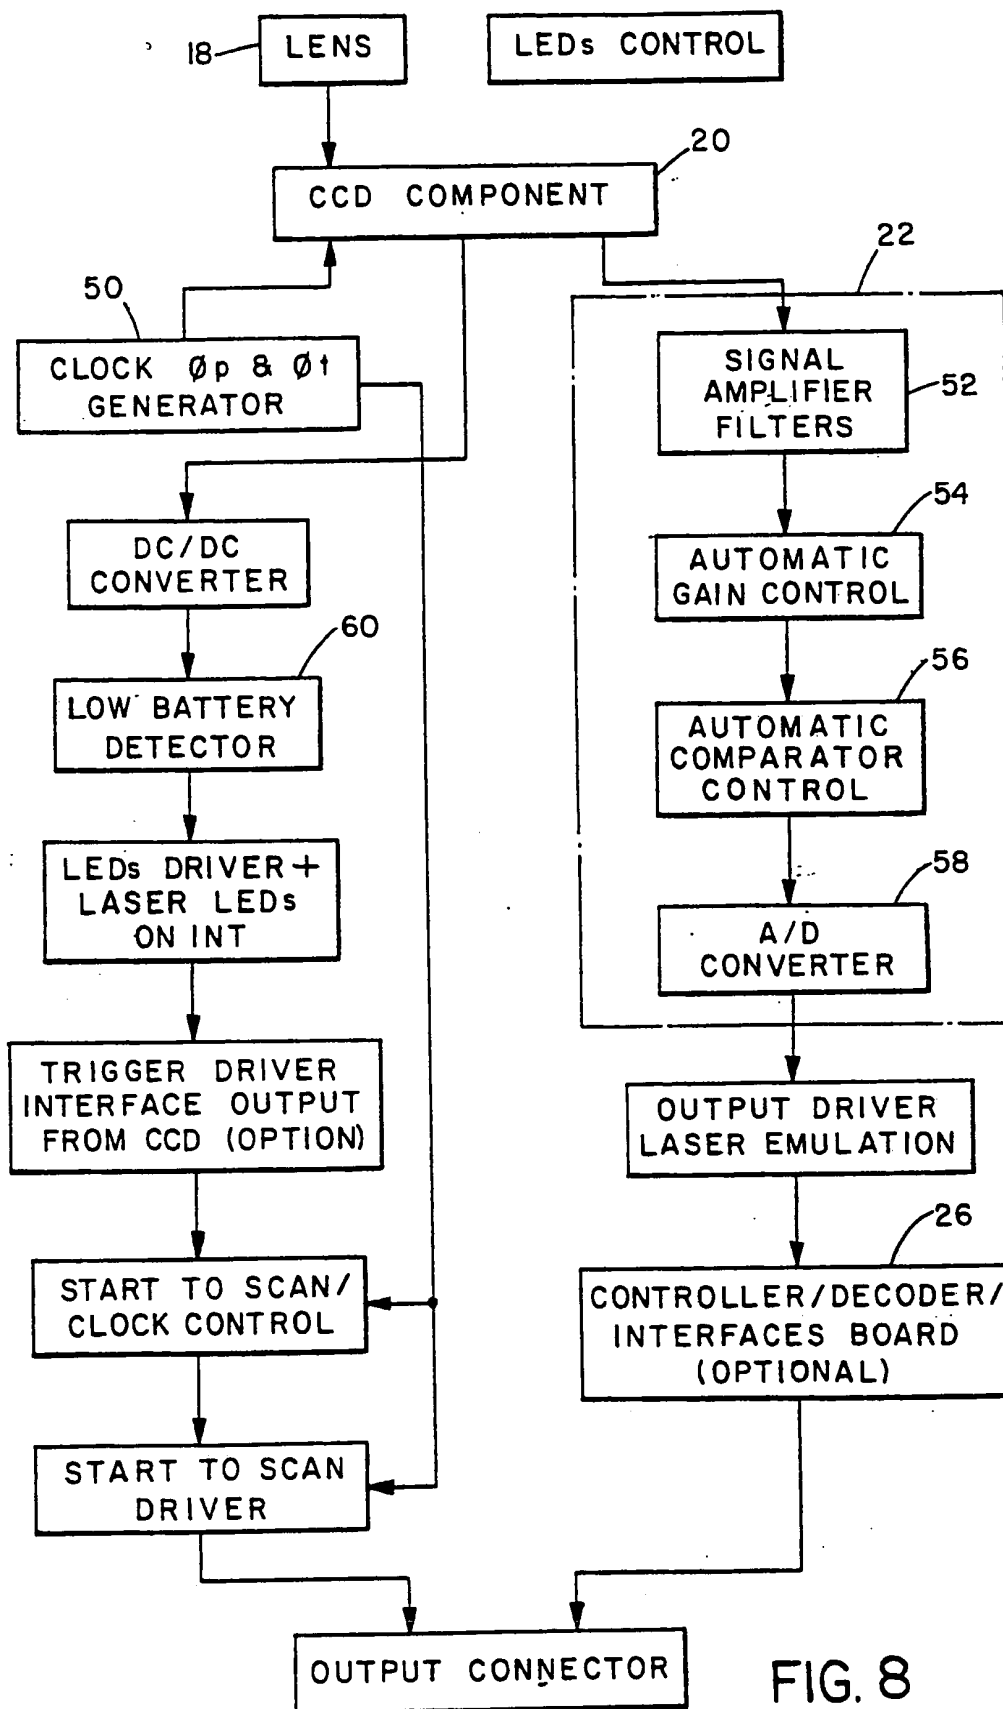 18
LENS
LEDs CONTROL
20
CCD COMPONENT
22
50
CLOCK Øp & Øt
GENERATOR
SIGNAL
AMPLIFIER
FILTERS
52
DC/DC
CONVERTER
54
AUTOMATIC
GAIN CONTROL
60
LOW BATTERY
DETECTOR
56
AUTOMATIC
COMPARATOR
CONTROL
LEDs DRIVER+
LASER LEDs
ON INT
58
A/D
CONVERTER
TRIGGER DRIVER
INTERFACE OUTPUT
FROM CCD (OPTION)
OUTPUT DRIVER
LASER EMULATION
26
START TO SCAN/
CLOCK CONTROL
CONTROLLER/DECODER/
INTERFACES BOARD
(OPTIONAL)
START TO SCAN
DRIVER
OUTPUT CONNECTOR
FIG. 8